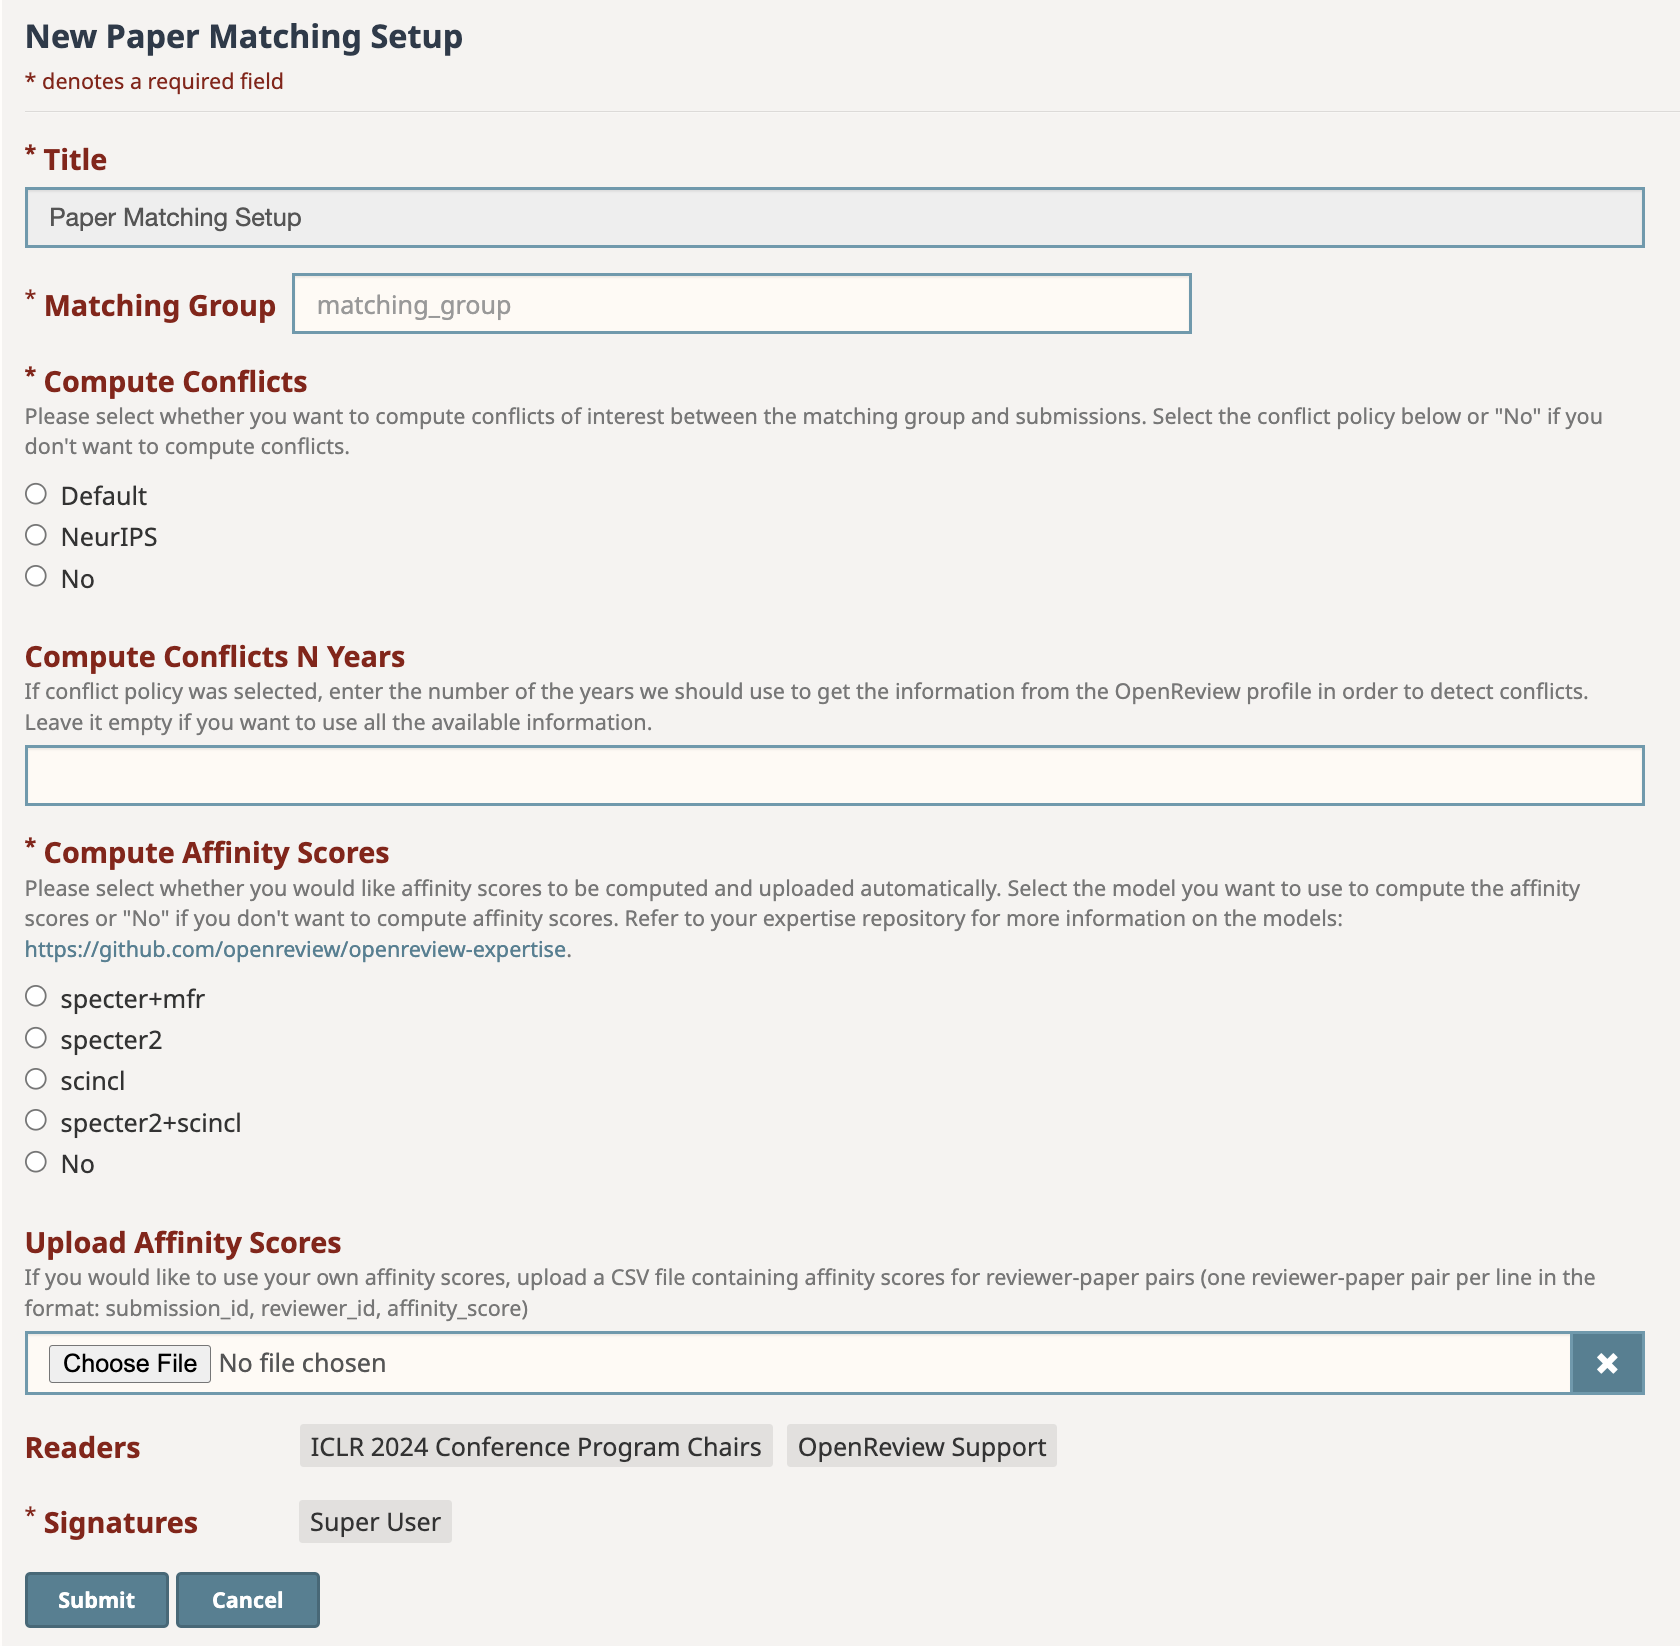 New Paper Matching Setup
* denotes a required field
* Title
Paper Matching Setup
* Matching Group matching_group
* Compute Conflicts
Please select whether you want to compute conflicts of interest between the matching group and submissions. Select the conflict policy below or "No" if you
don't want to compute conflicts.
Default
NeurIPS
No
Compute Conflicts N Years
If conflict policy was selected, enter the number of the years we should use to get the information from the OpenReview profile in order to detect conflicts.
Leave it empty if you want to use all the available information.
* Compute Affinity Scores
Please select whether you would like affinity scores to be computed and uploaded automatically. Select the model you want to use to compute the affinity
scores or "No" if you don't want to compute affinity scores. Refer to your expertise repository for more information on the models:
https://github.com/openreview/openreview-expertise.
specter+mfr
specter2
scincl
specter2+scincl
No
Upload Affinity Scores
If you would like to use your own affinity scores, upload a CSV file containing affinity scores for reviewer-paper pairs (one reviewer-paper pair per line in the
format: submission_id, reviewer_id, affinity_score)
Choose File No file chosen
Readers ICLR 2024 Conference Program Chairs OpenReview Support
* Signatures Super User
Submit Cancel